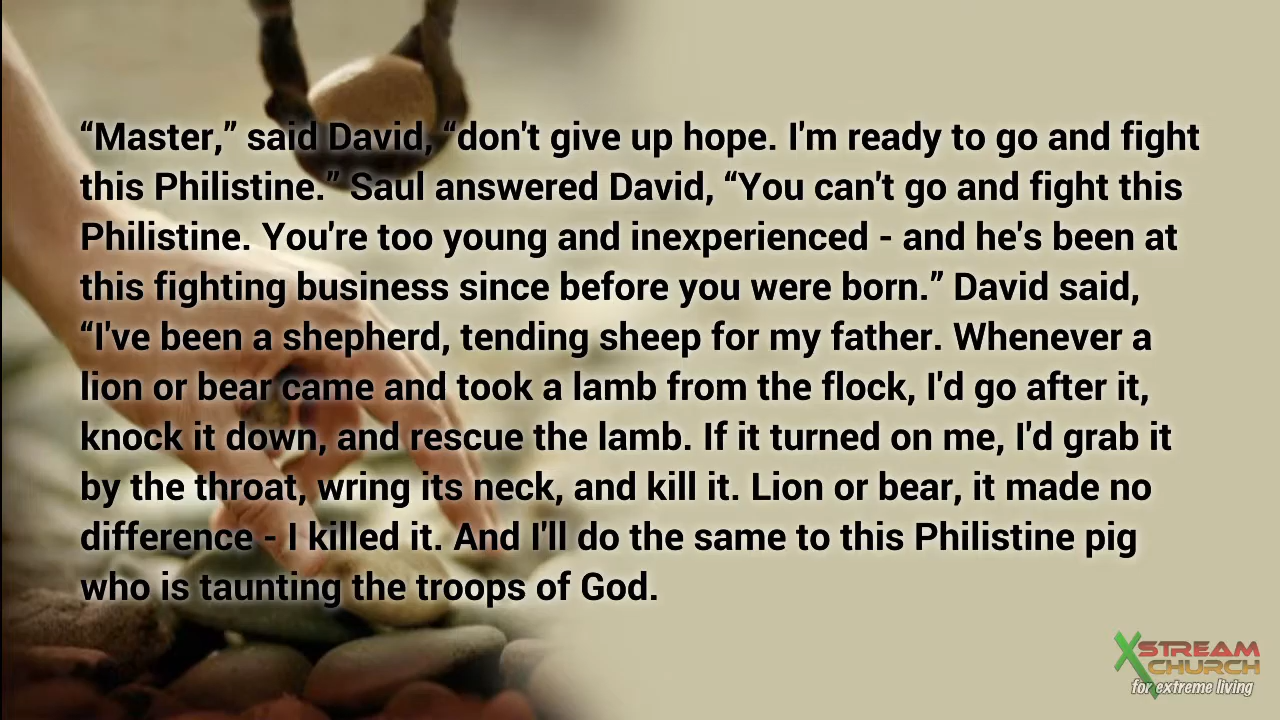 “Master,” said David, “don't give up hope. I'm ready to go and fight
this Philistine.” Saul answered David, “You can't go and fight this
Philistine. You're too young and inexperienced - and he's been at
this fighting business since before you were born.” David said,
“I've been a shepherd, tending sheep for my father. Whenever a
lion or bear came and took a lamb from the flock, I'd go after it,
knock it down, and rescue the lamb. If it turned on me, I'd grab it
by the throat, wring its neck, and kill it. Lion or bear, it made no
difference - I killed it. And I'll do the same to this Philistine pig
who is taunting the troops of God.
XSTREAM
CHURCH
for extreme living